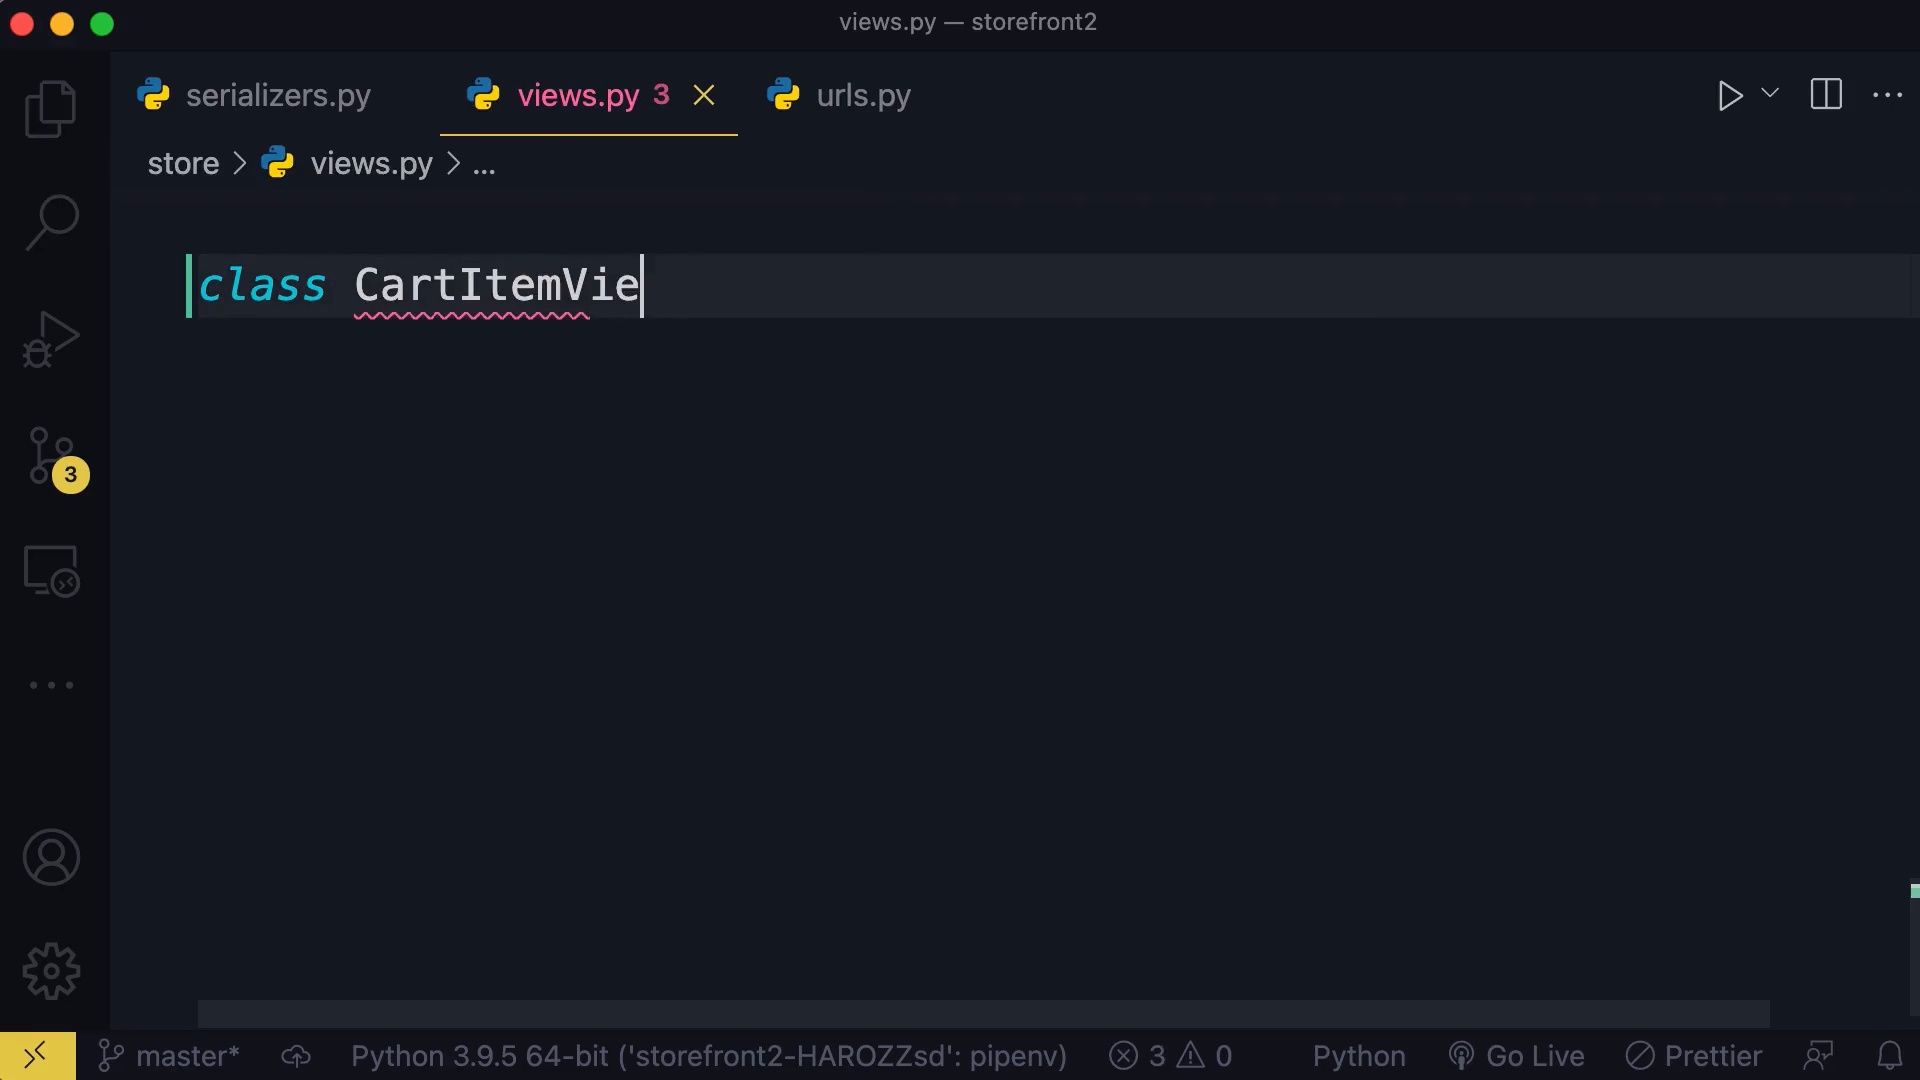 views.py — storefront2
serializers.py
views.py 3
urls.py
store > views.py > ...
class CartItemVie
3
master*
Python 3.9.5 64-bit ('storefront2-HAROZZsd': pipenv)
3
0
Python
Go Live
Prettier